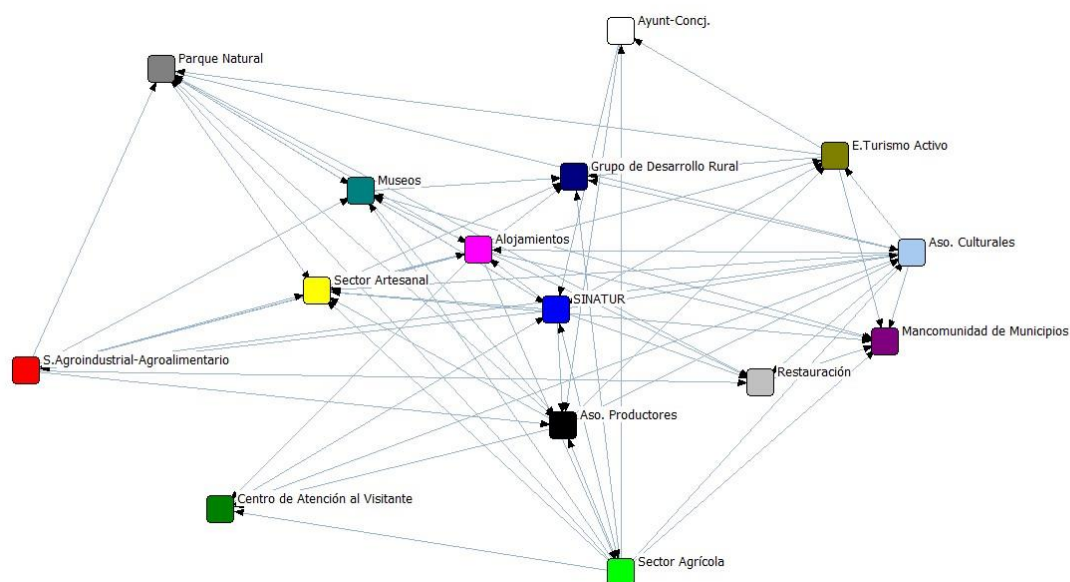 Ayunt-Concj.
Parque Natural
E.Turismo Activo
Grupo de Desarrollo Rural
Museos
Alojamientos
Aso. Culturales
Sector Artesanal
SINATUR
Mancomunidad de Municipios
S.Agroindustrial-Agroalimentario
Restauración
Aso. Productores
Centro de Atención al Visitante
Sector Agrícola